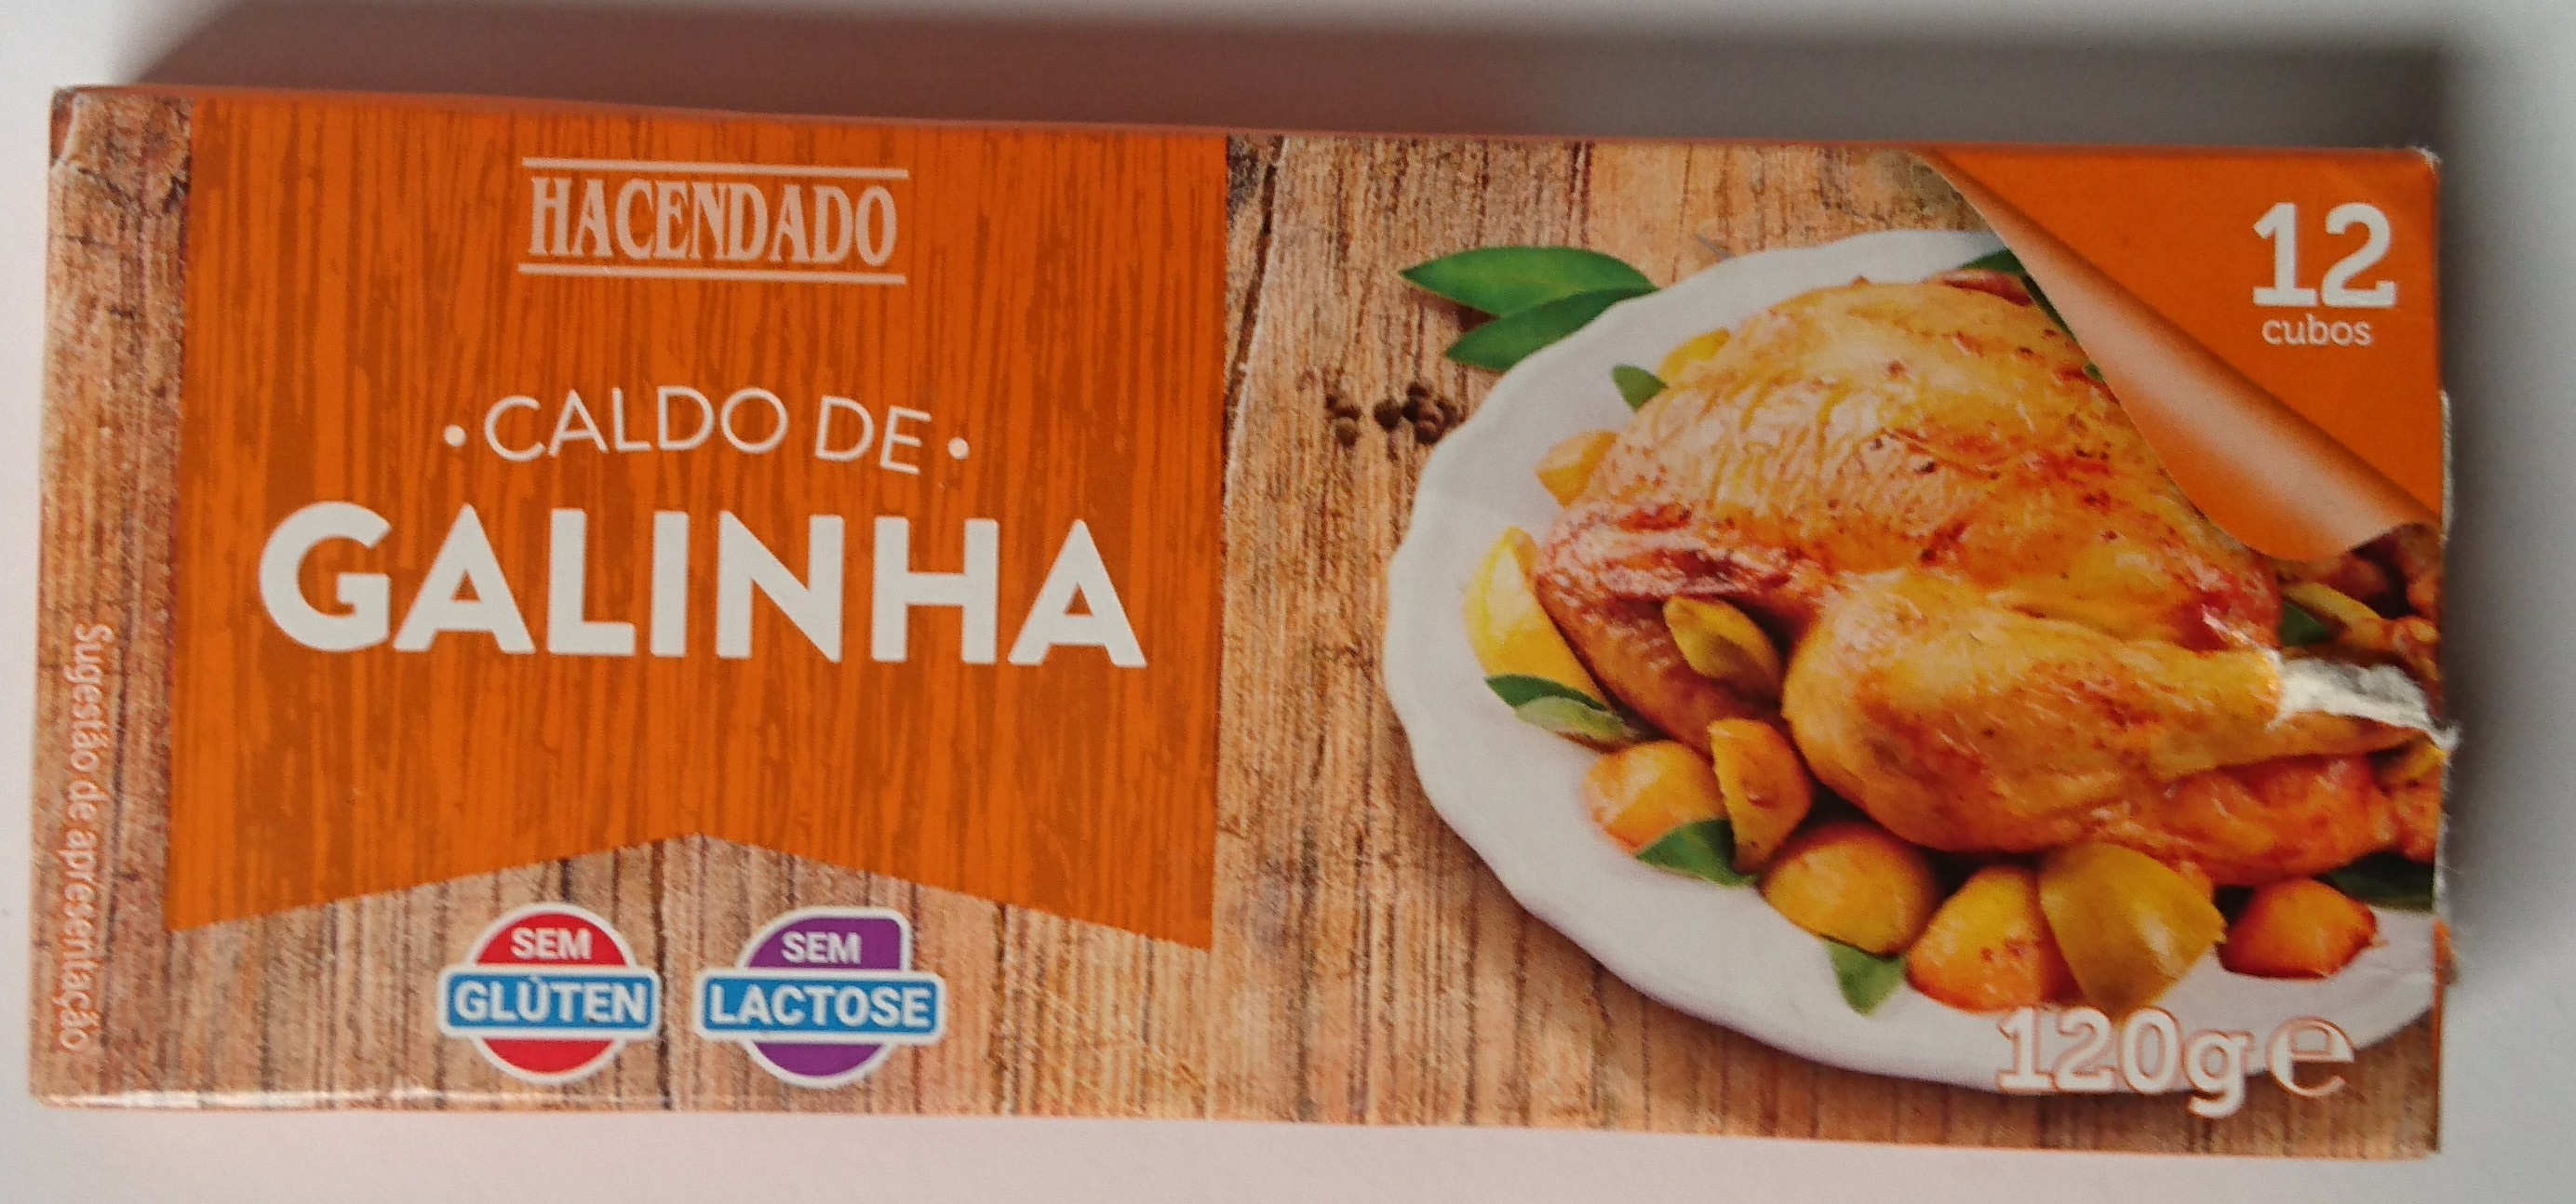 HACENDADO
• CALDO DE •
GALINHA
SEM
GLÚTEN
SEM
LACTOSE
Sugestão de apresentação
12
cubos
120g e